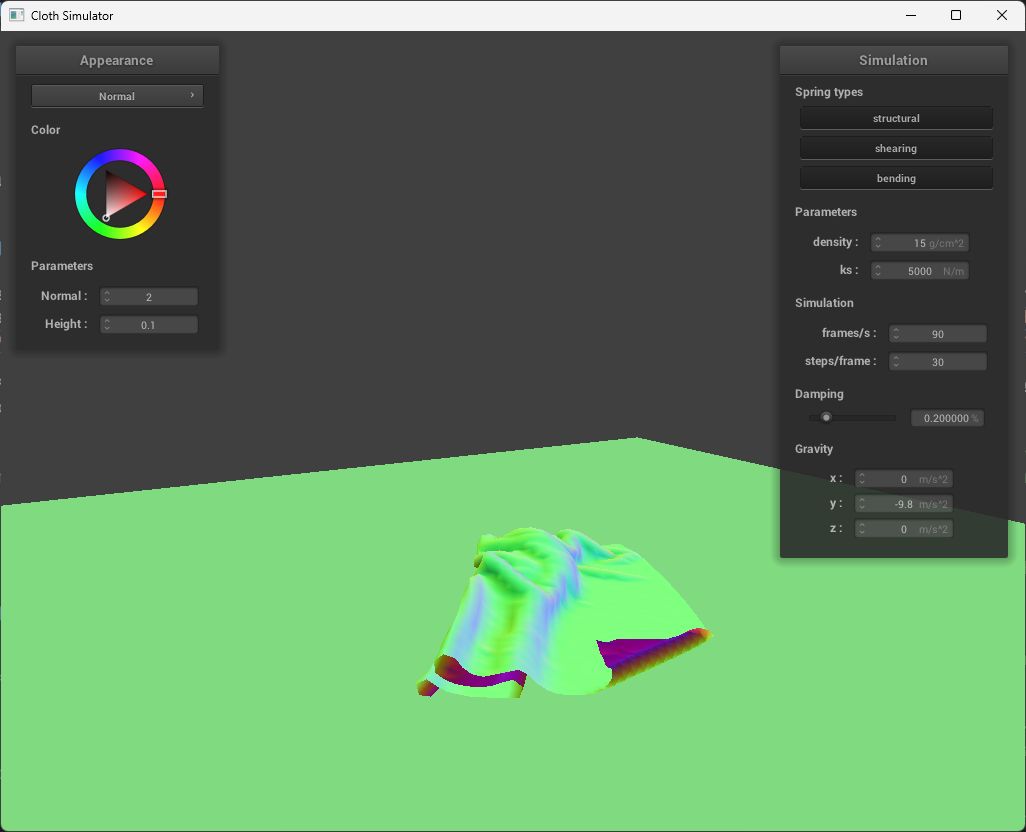 Cloth Simulator
Appearance
Normal
Color
Parameters
Normal : 2
Height : 0.1
Simulation
Spring types
structural
shearing
bending
Parameters
density : 15 g/cm^2
ks : 5000 N/m
Simulation
frames/s : 90
steps/frame : 30
Damping
0.200000 %
Gravity
x : 0 m/s^2
y : -9.8 m/s^2
z : 0 m/s^2